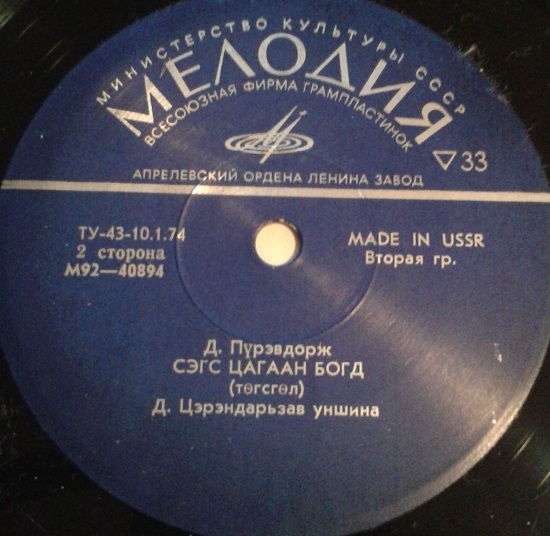 МИНИСТЕРСТВО КУЛЬТУРЫ СССР
МЕЛОДИЯ
ВСЕСОЮЗНАЯ ФИРМА ГРАМПЛАСТИНОК
33
АПРЕЛЕВСКИЙ ОРДЕНА ЛЕНИНА ЗАВОД
ТУ-43-10.1.74
2 сторона
М92—40894
MADE IN USSR
Вторая гр.
Д. Пүрэвдорж
СЭГС ЦАГААН БОГД
(төгсгөл)
Д. Цэрэндарьзав уншина